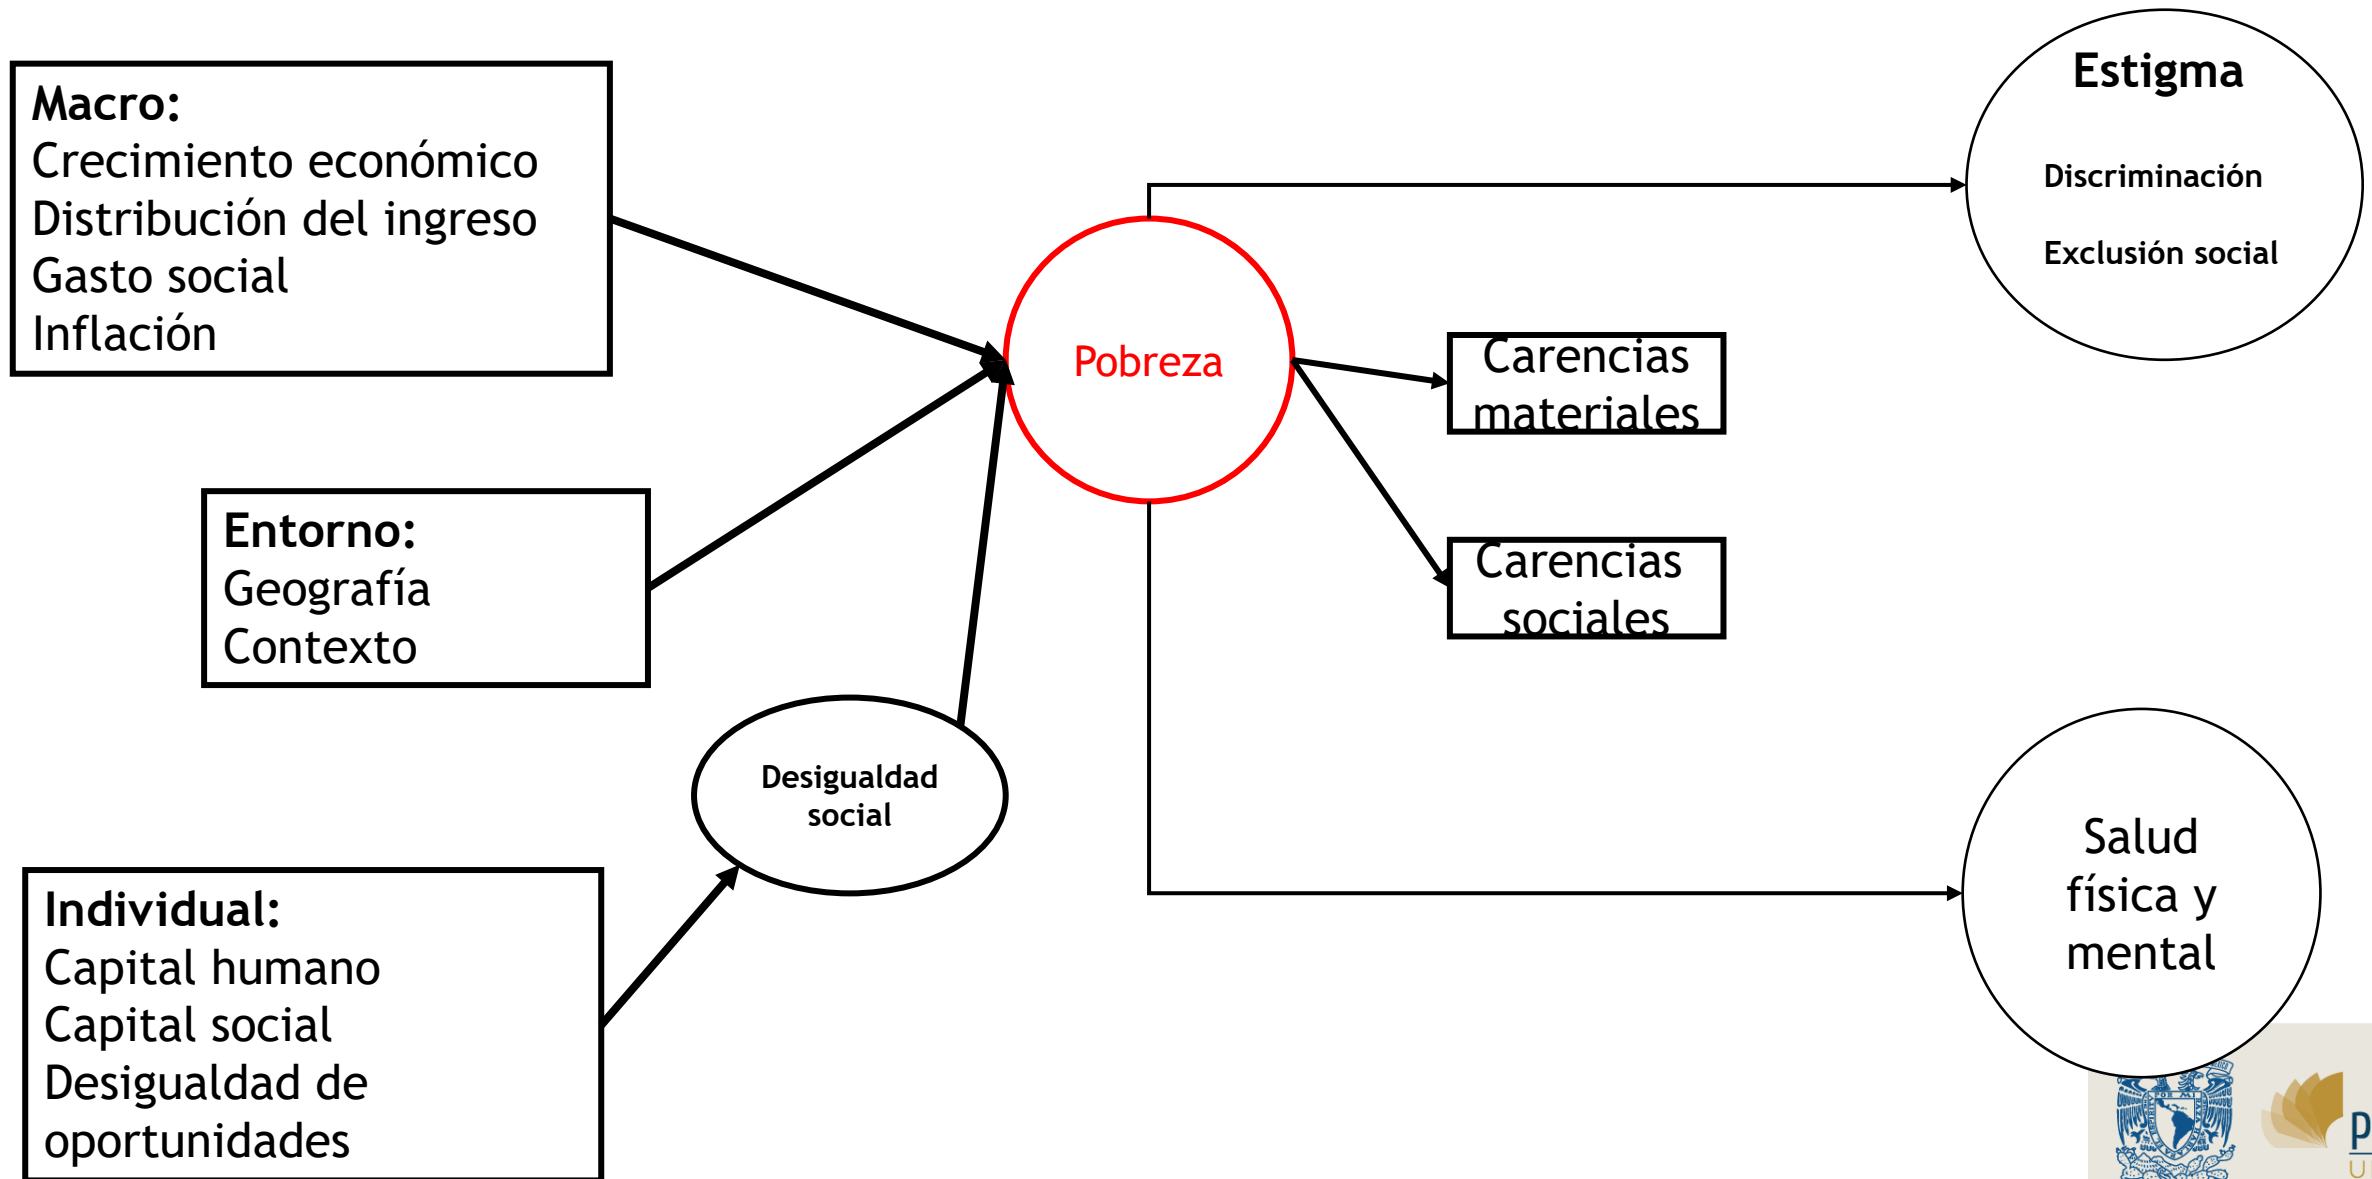 Macro:
Crecimiento económico
Distribución del ingreso
Gasto social
Inflación
Entorno:
Geografía
Contexto
Individual:
Capital humano
Capital social
Desigualdad de
oportunidades
Desigualdad
social
Pobreza
Carencias
materiales
Carencias
sociales
Estigma
Discriminación
Exclusión social
Salud
física y
mental